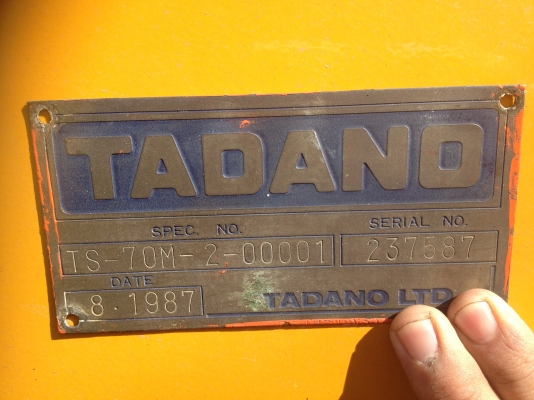 TADANO
SPEC. NO. SERIAL NO.
TS-70M-2-00001 237587
DATE
8.1987 TADANO LTD